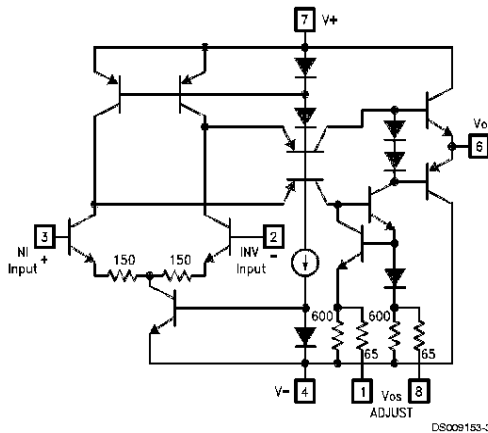 7 V+
Vo
6
3
NI
Input +
150
150
2
INV
Input -
600
600
65
65
V- 4
1 Vos 8
ADJUST
DS009153-3